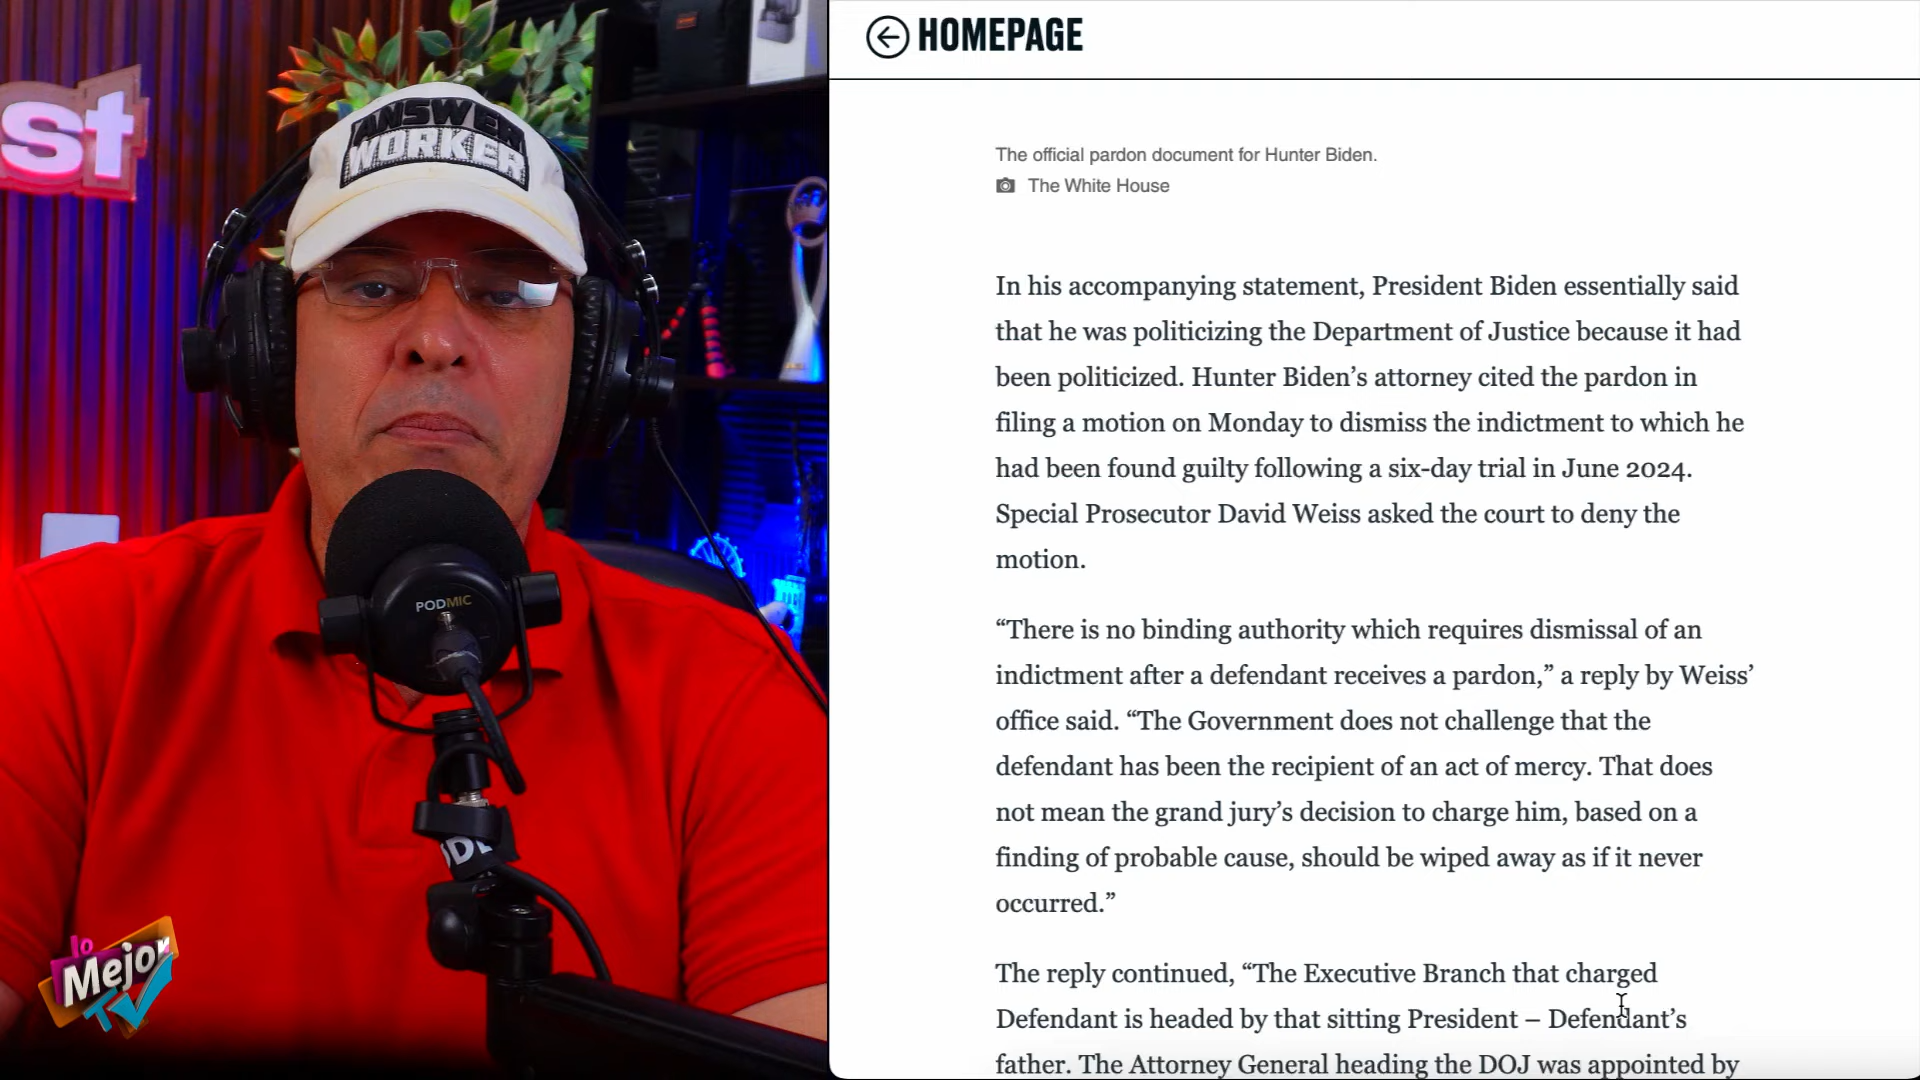 st
ANSWER
WORKER
PODMIC
lo
Mejor
TV
HOMEPAGE
The official pardon document for Hunter Biden.
The White House
In his accompanying statement, President Biden essentially said
that he was politicizing the Department of Justice because it had
been politicized. Hunter Biden’s attorney cited the pardon in
filing a motion on Monday to dismiss the indictment to which he
had been found guilty following a six-day trial in June 2024.
Special Prosecutor David Weiss asked the court to deny the
motion.
“There is no binding authority which requires dismissal of an
indictment after a defendant receives a pardon,” a reply by Weiss’
office said. “The Government does not challenge that the
defendant has been the recipient of an act of mercy. That does
not mean the grand jury’s decision to charge him, based on a
finding of probable cause, should be wiped away as if it never
occurred.”
The reply continued, “The Executive Branch that charged
Defendant is headed by that sitting President – Defendant’s
father. The Attorney General heading the DOJ was appointed by